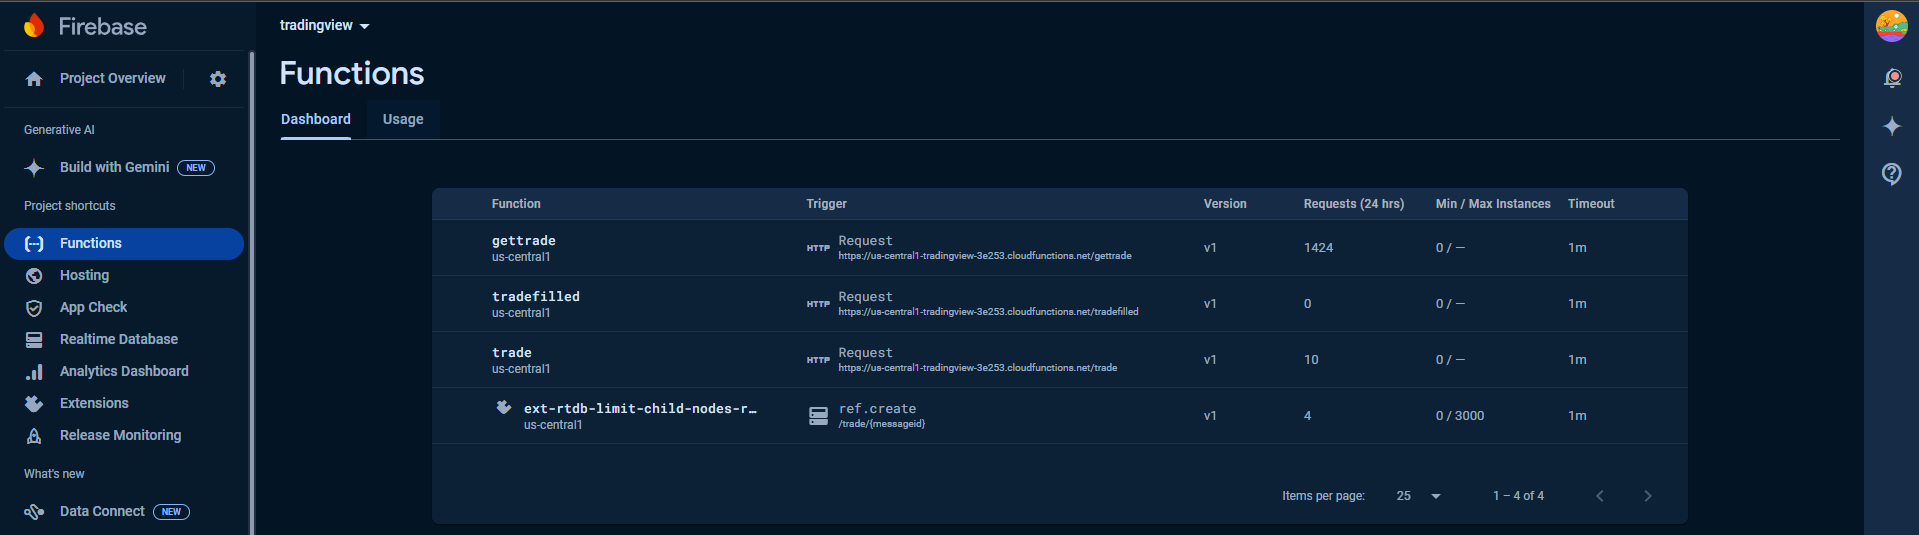 Firebase
Project Overview
Generative AI
Build with Gemini NEW
Project shortcuts
Functions
Hosting
App Check
Realtime Database
Analytics Dashboard
Extensions
Release Monitoring
What's new
Data Connect NEW
tradingview
Functions
Dashboard Usage
Function Trigger Version Requests (24 hrs) Min / Max Instances Timeout
gettrade
us-central1
HTTP Request
https://us-central1-tradingview-3e253.cloudfunctions.net/gettrade
v1 1424 0 / — 1m
tradefilled
us-central1
HTTP Request
https://us-central1-tradingview-3e253.cloudfunctions.net/tradefilled
v1 0 0 / — 1m
trade
us-central1
HTTP Request
https://us-central1-tradingview-3e253.cloudfunctions.net/trade
v1 10 0 / — 1m
ext-rtdb-limit-child-nodes-r…
us-central1
ref.create
/trade/{messageid}
v1 4 0 / 3000 1m
Items per page: 25 1 – 4 of 4